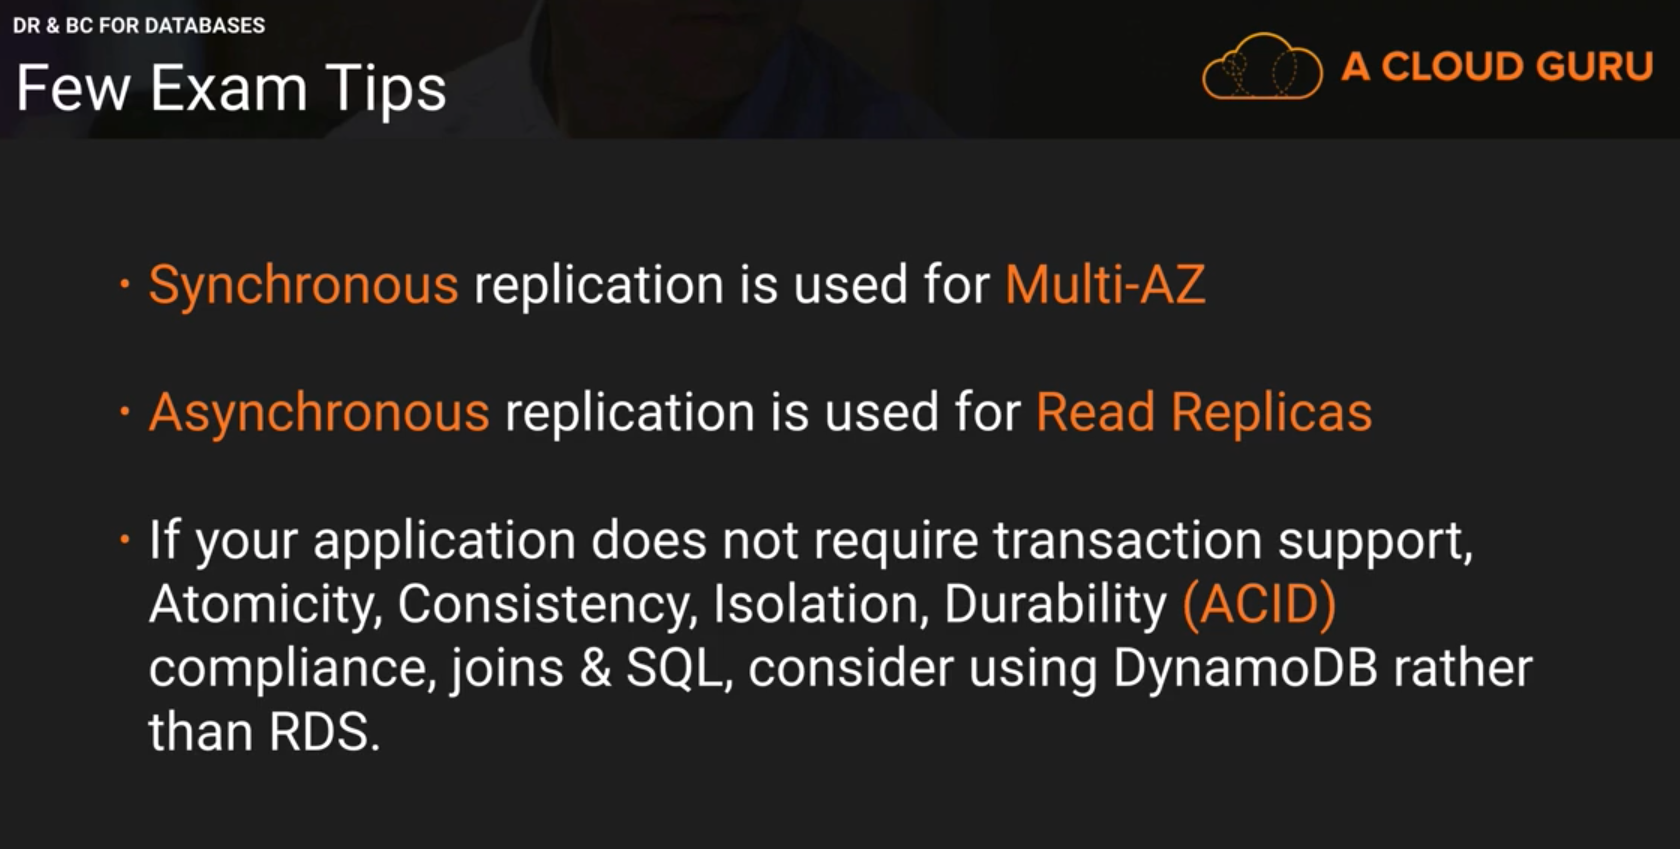 DR & BC FOR DATABASES
Few Exam Tips
A CLOUD GURU
• Synchronous replication is used for Multi-AZ
• Asynchronous replication is used for Read Replicas
• If your application does not require transaction support,
Atomicity, Consistency, Isolation, Durability (ACID)
compliance, joins & SQL, consider using DynamoDB rather
than RDS.